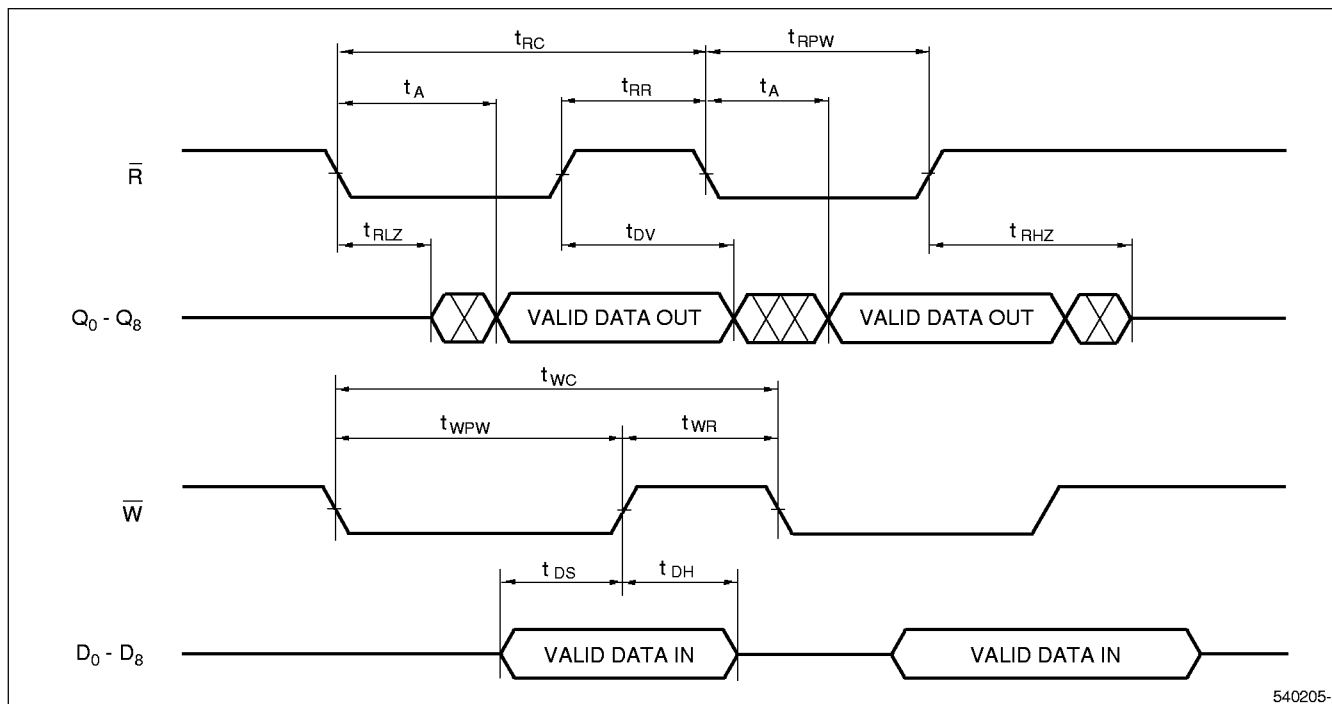 tRC
tRPW
tA
tRR
tA
R̅
tRLZ
tDV
tRHZ
Q0 - Q8
VALID DATA OUT
VALID DATA OUT
tWC
tWPW
tWR
W̅
tDS
tDH
D0 - D8
VALID DATA IN
VALID DATA IN
540205-